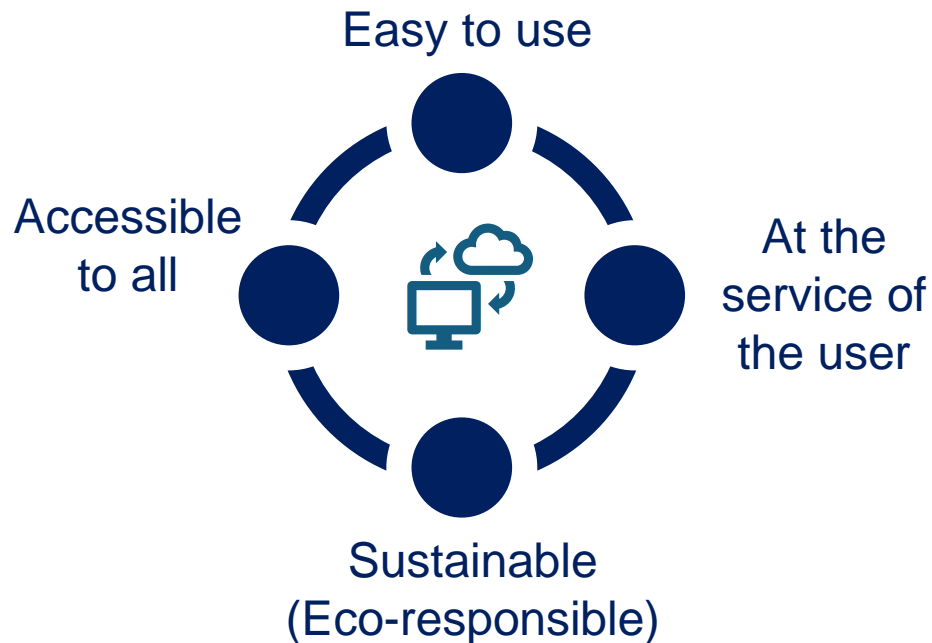 Easy to use
Accessible
to all
At the
service of
the user
Sustainable
(Eco-responsible)